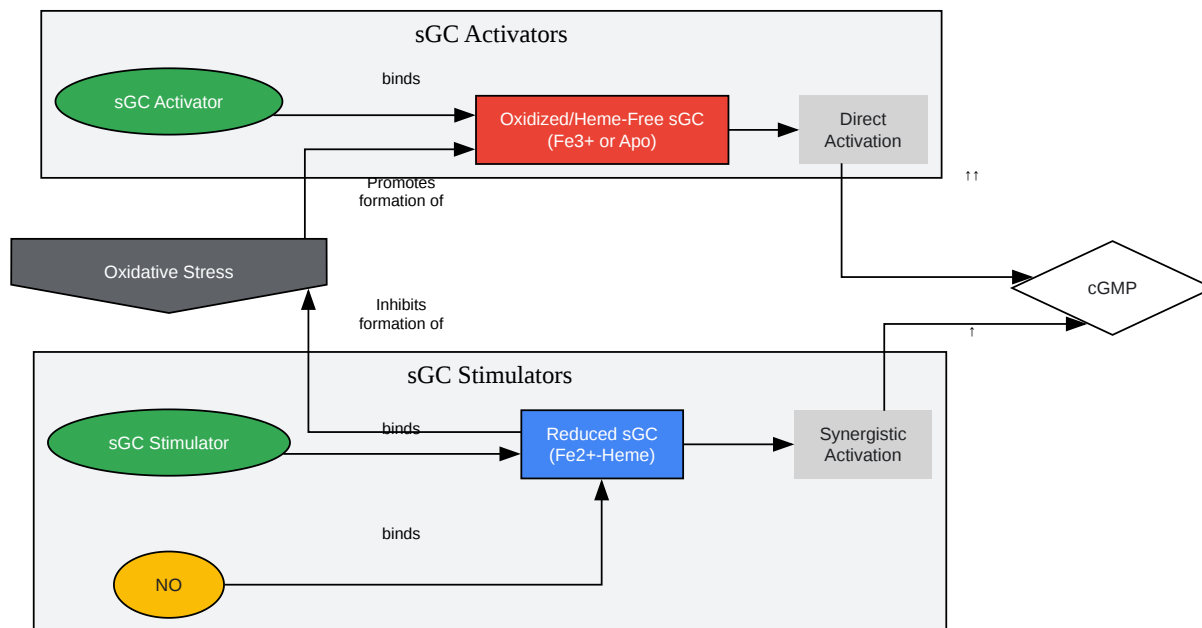 sGC Activators
binds
sGC Activator
Oxidized/Heme-Free sGC
(Fe3+ or Apo)
Direct
Activation
Promotes
formation of
↑↑
Oxidative Stress
cGMP
Inhibits
formation of
↑
sGC Stimulators
binds
sGC Stimulator
Reduced sGC
(Fe2+-Heme)
Synergistic
Activation
binds
NO